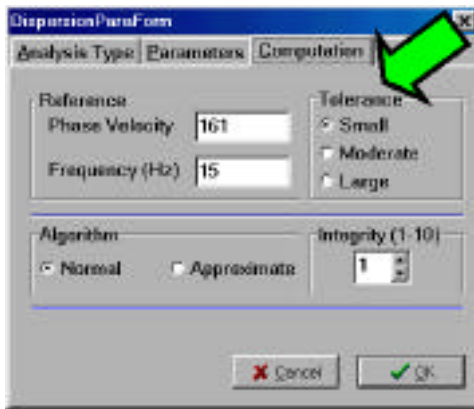 DispersionParaForm
Analysis Type Parameters Computation
Reference
Phase Velocity 161
Frequency (Hz) 15
Tolerance
Small
Moderate
Large
Algorithm
Normal Approximate
Integrity (1-10)
1
Cancel OK